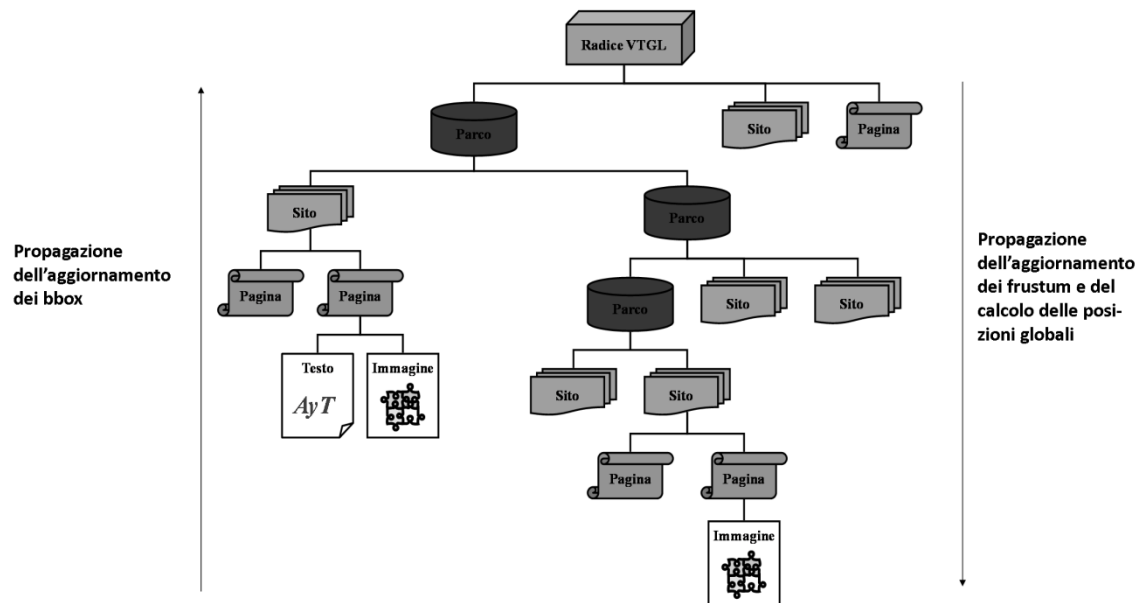 Radice VTGL
Parco
Sito
Pagina
Sito
Parco
Propagazione
dell'aggiornamento
dei bbox
Propagazione
dell'aggiornamento
dei frustum e del
calcolo delle posi-
zioni globali
Pagina
Pagina
Parco
Sito
Sito
Testo
AyT
Immagine
Sito
Sito
Pagina
Pagina
Immagine